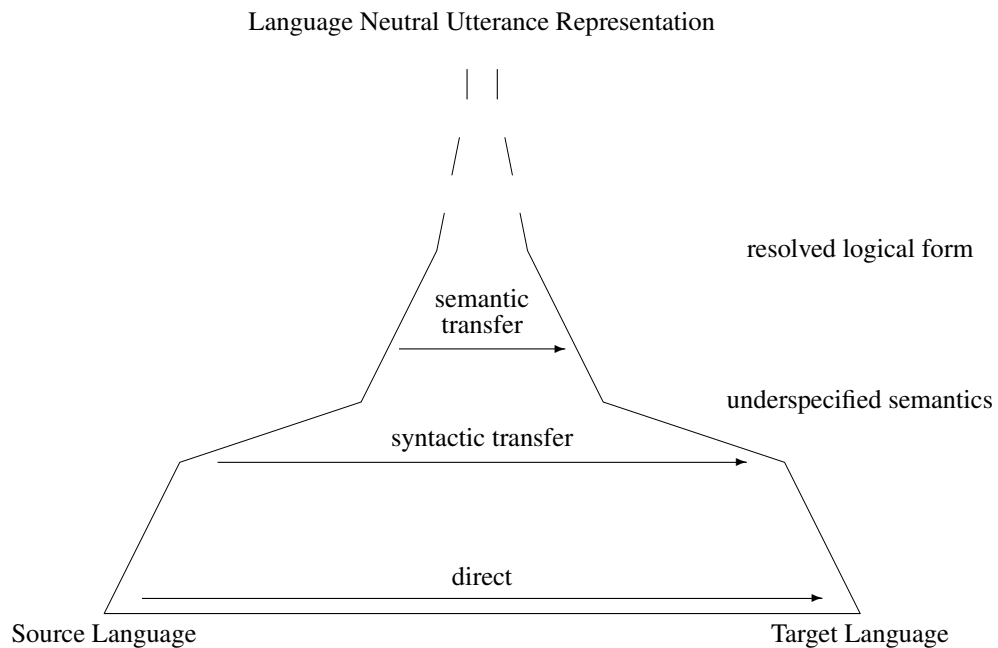 Language Neutral Utterance Representation
resolved logical form
semantic
transfer
underspecified semantics
syntactic transfer
direct
Source Language
Target Language